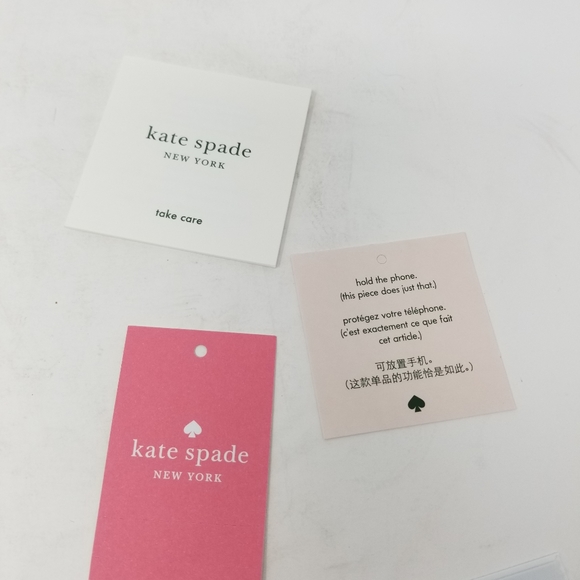 kate spade
NEW YORK
take care
hold the phone.
(this piece does just that.)
protégez votre téléphone.
(c'est exactement ce que fait
cet article.)
可放置手机。
（这款单品的功能恰是如此。）
kate spade
NEW YORK